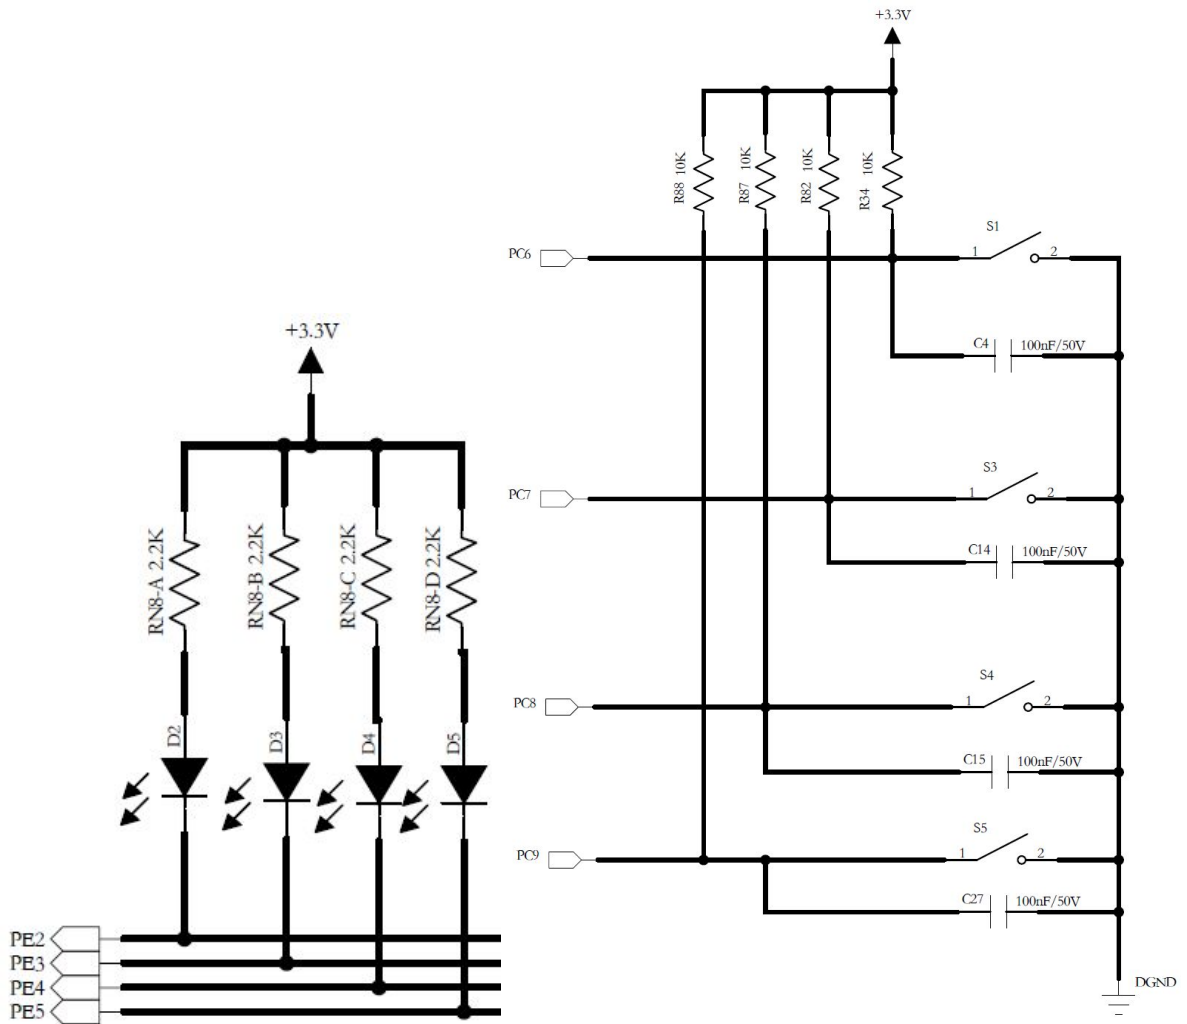 +3.3V
R88 10K
R87 10K
R82 10K
R34 10K
PC6
S1
1 2
C4 100nF/50V
PC7
S3
1 2
C14 100nF/50V
PC8
S4
1 2
C15 100nF/50V
PC9
S5
1 2
C27 100nF/50V
DGND
+3.3V
RN8-A 2.2K
RN8-B 2.2K
RN8-C 2.2K
RN8-D 2.2K
D2
D3
D4
D5
PE2
PE3
PE4
PE5